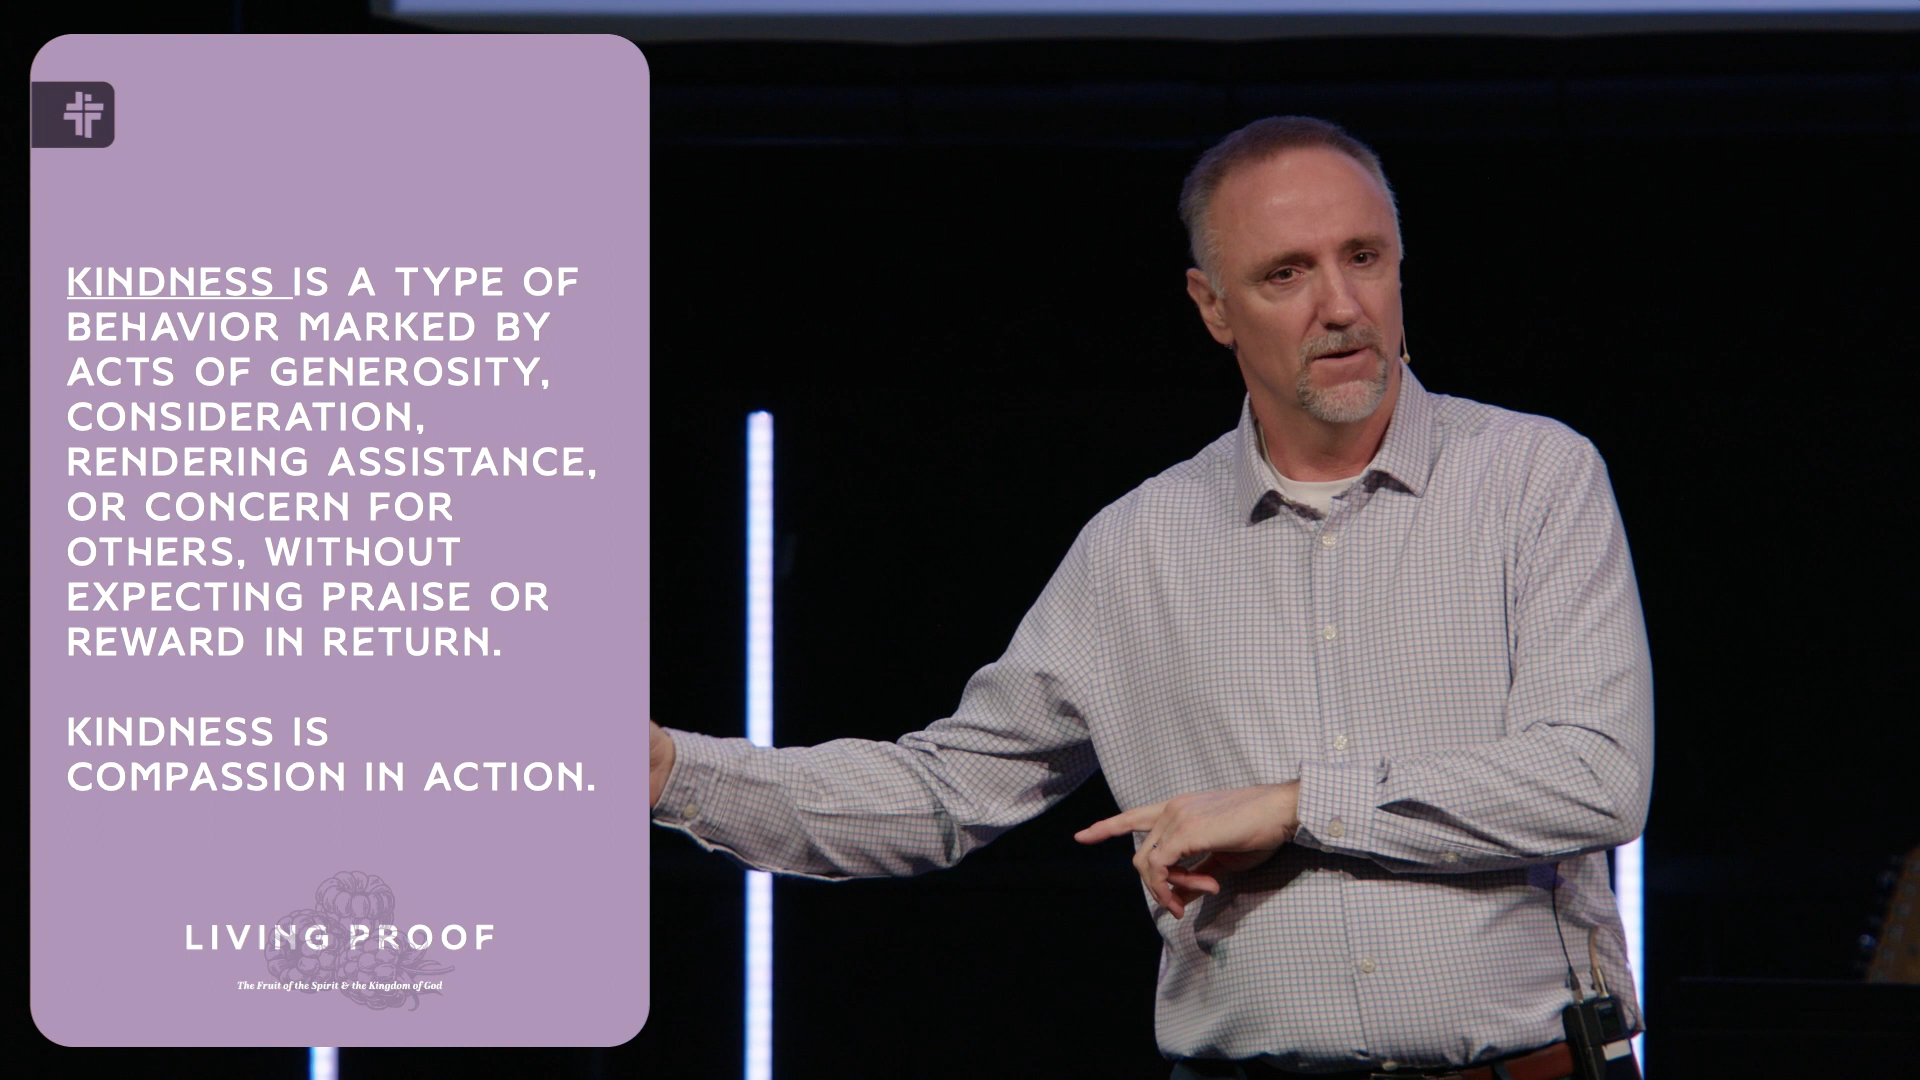 KINDNESS IS A TYPE OF
BEHAVIOR MARKED BY
ACTS OF GENEROSITY,
CONSIDERATION,
RENDERING ASSISTANCE,
OR CONCERN FOR
OTHERS, WITHOUT
EXPECTING PRAISE OR
REWARD IN RETURN.
KINDNESS IS
COMPASSION IN ACTION.
LIVING PROOF
The Fruit of the Spirit & the Kingdom of God